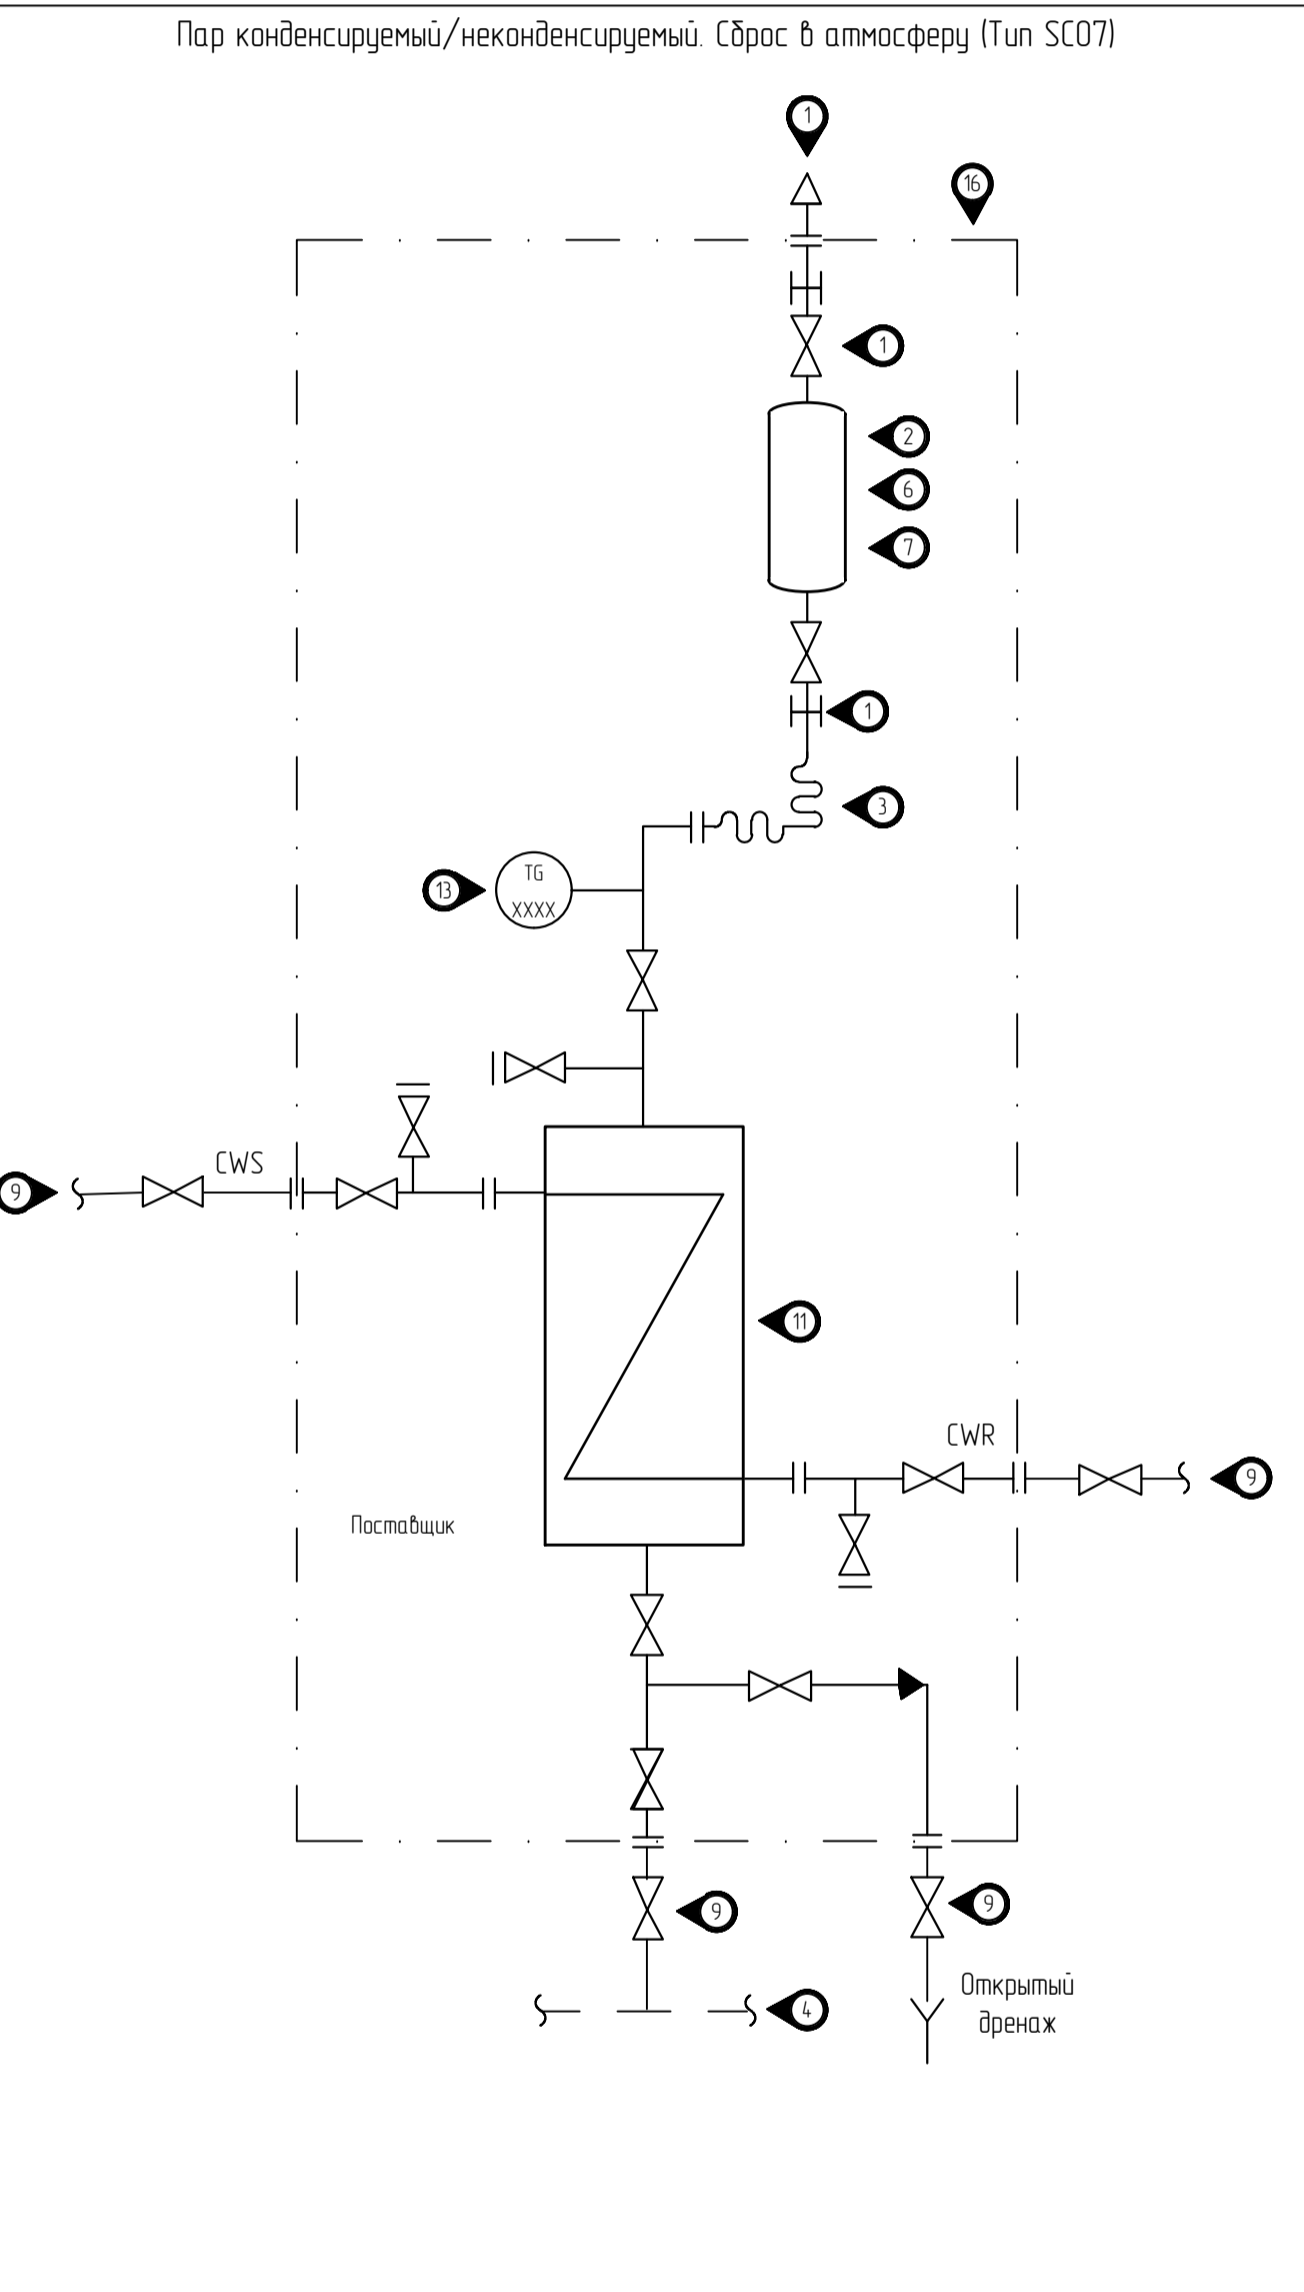 Пар конденсируемый/неконденсируемый. Сброс в атмосферу (Тип SC07)
1
16
1
2
6
7
1
3
13
TG
XXXX
CWS
9
11
CWR
9
Поставщик
9
9
Открытый
дренаж
4